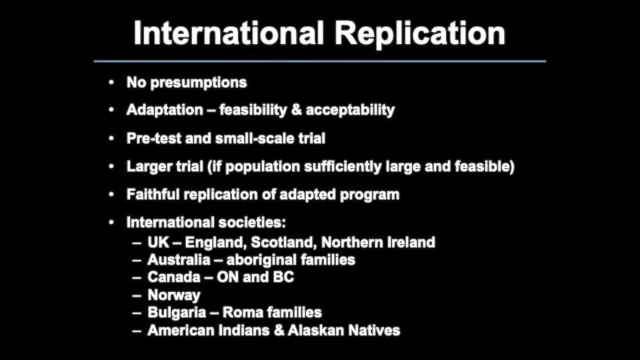 International Replication
• No presumptions
• Adaptation – feasibility & acceptability
• Pre-test and small-scale trial
• Larger trial (if population sufficiently large and feasible)
• Faithful replication of adapted program
• International societies:
– UK – England, Scotland, Northern Ireland
– Australia – aboriginal families
– Canada – ON and BC
– Norway
– Bulgaria – Roma families
– American Indians & Alaskan Natives